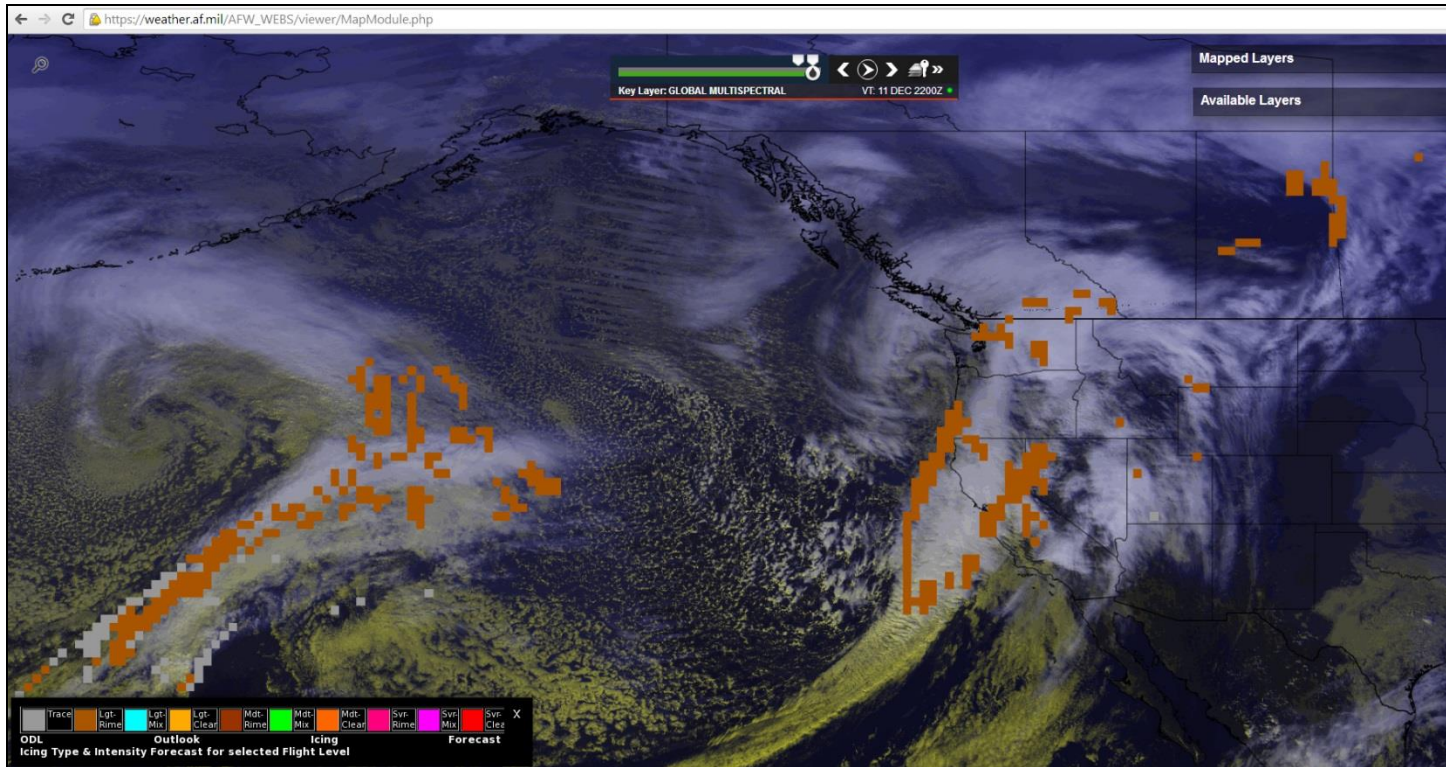 https://weather.af.mil/AFW_WEBS/viewer/MapModule.php
Mapped Layers
Available Layers
Key Layer: GLOBAL MULTISPECTRAL VT: 11 DEC 2200Z
Trace Lgt-Rime Lgt-Mix Lgt-Clear Mdt-Rime Mdt-Mix Mdt-Clear Svr-Rime Svr-Mix Svr-Clea X
ODL Outlook Icing Forecast
Icing Type & Intensity Forecast for selected Flight Level